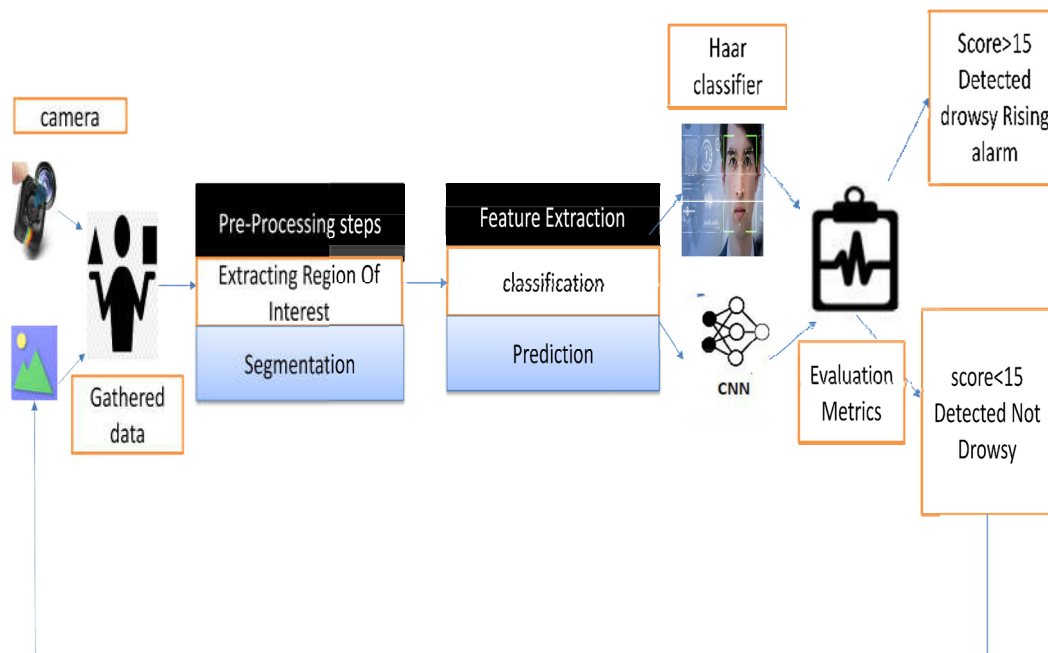 camera
Gathered
data
Pre-Processing steps
Extracting Region Of
Interest
Segmentation
Feature Extraction
classification
Prediction
Haar
classifier
CNN
Evaluation
Metrics
Score>15
Detected
drowsy Rising
alarm
score<15
Detected Not
Drowsy